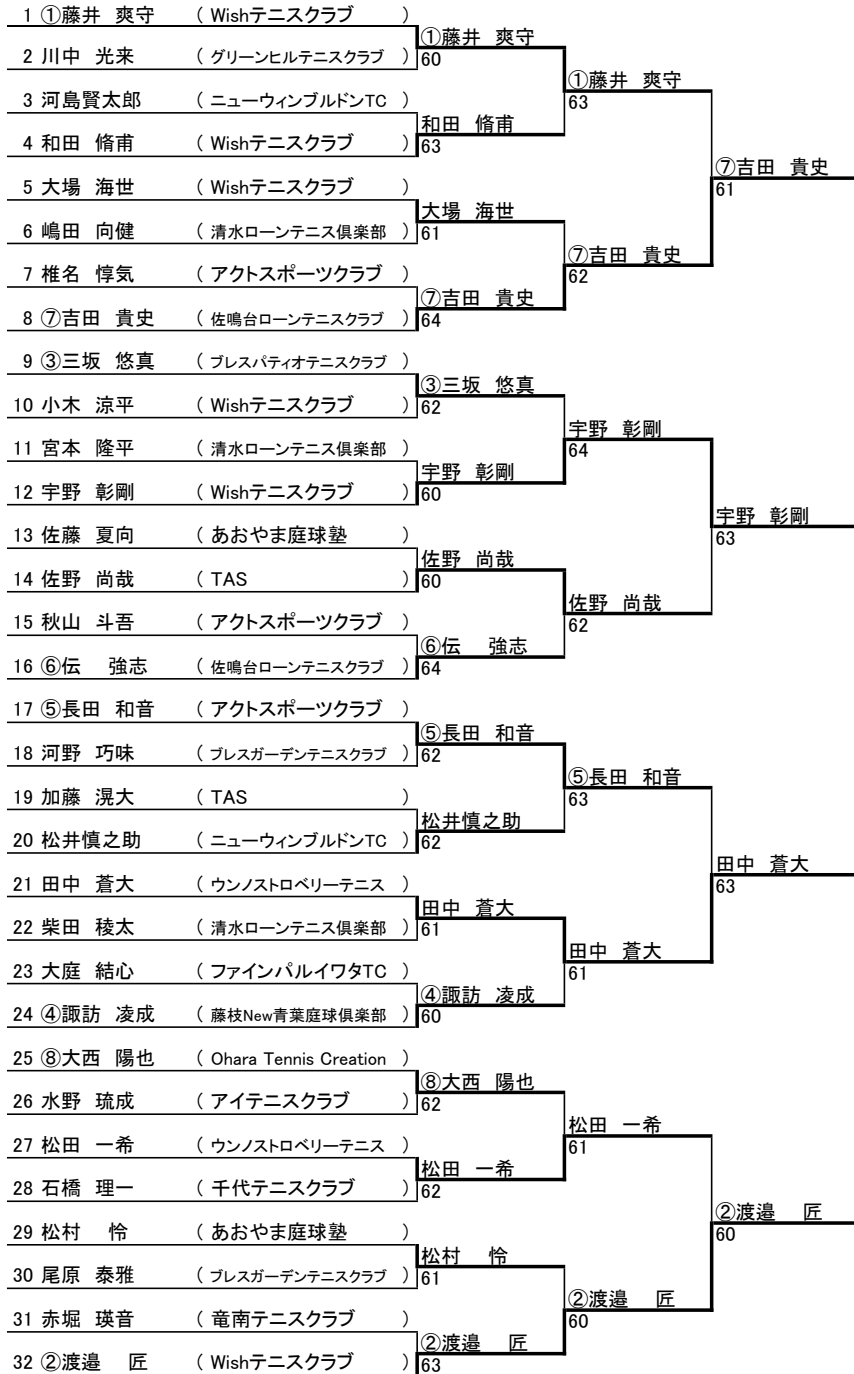 1 ①藤井 爽守 ( Wishテニスクラブ )
①藤井 爽守
2 川中 光来 ( グリーンヒルテニスクラブ ) 60
①藤井 爽守
3 河島賢太郎 ( ニューウィンブルドンTC ) 63
和田 脩甫
4 和田 脩甫 ( Wishテニスクラブ ) 63
⑦吉田 貴史
5 大場 海世 ( Wishテニスクラブ ) 61
大場 海世
6 嶋田 向健 ( 清水ローンテニス倶楽部 ) 61
⑦吉田 貴史
7 椎名 惇気 ( アクトスポーツクラブ ) 62
⑦吉田 貴史
8 ⑦吉田 貴史 ( 佐鳴台ローンテニスクラブ ) 64
9 ③三坂 悠真 ( ブレスパティオテニスクラブ )
③三坂 悠真
10 小木 涼平 ( Wishテニスクラブ ) 62
宇野 彰剛
11 宮本 隆平 ( 清水ローンテニス倶楽部 ) 64
宇野 彰剛
12 宇野 彰剛 ( Wishテニスクラブ ) 60
宇野 彰剛
13 佐藤 夏向 ( あおやま庭球塾 ) 63
佐野 尚哉
14 佐野 尚哉 ( TAS ) 60
佐野 尚哉
15 秋山 斗吾 ( アクトスポーツクラブ ) 62
⑥伝 強志
16 ⑥伝 強志 ( 佐鳴台ローンテニスクラブ ) 64
17 ⑤長田 和音 ( アクトスポーツクラブ )
⑤長田 和音
18 河野 巧味 ( ブレスガーデンテニスクラブ ) 62
⑤長田 和音
19 加藤 滉大 ( TAS ) 63
松井慎之助
20 松井慎之助 ( ニューウィンブルドンTC ) 62
田中 蒼大
21 田中 蒼大 ( ウンノストロベリーテニス ) 63
田中 蒼大
22 柴田 稜太 ( 清水ローンテニス倶楽部 ) 61
田中 蒼大
23 大庭 結心 ( ファインパルイワタTC ) 61
④諏訪 凌成
24 ④諏訪 凌成 ( 藤枝New青葉庭球倶楽部 ) 60
25 ⑧大西 陽也 ( Ohara Tennis Creation )
⑧大西 陽也
26 水野 琉成 ( アイテニスクラブ ) 62
松田 一希
27 松田 一希 ( ウンノストロベリーテニス ) 61
松田 一希
28 石橋 理一 ( 千代テニスクラブ ) 62
②渡邉 匠
29 松村 怜 ( あおやま庭球塾 ) 60
松村 怜
30 尾原 泰雅 ( ブレスガーデンテニスクラブ ) 61
②渡邉 匠
31 赤堀 瑛音 ( 竜南テニスクラブ ) 60
②渡邉 匠
32 ②渡邉 匠 ( Wishテニスクラブ ) 63